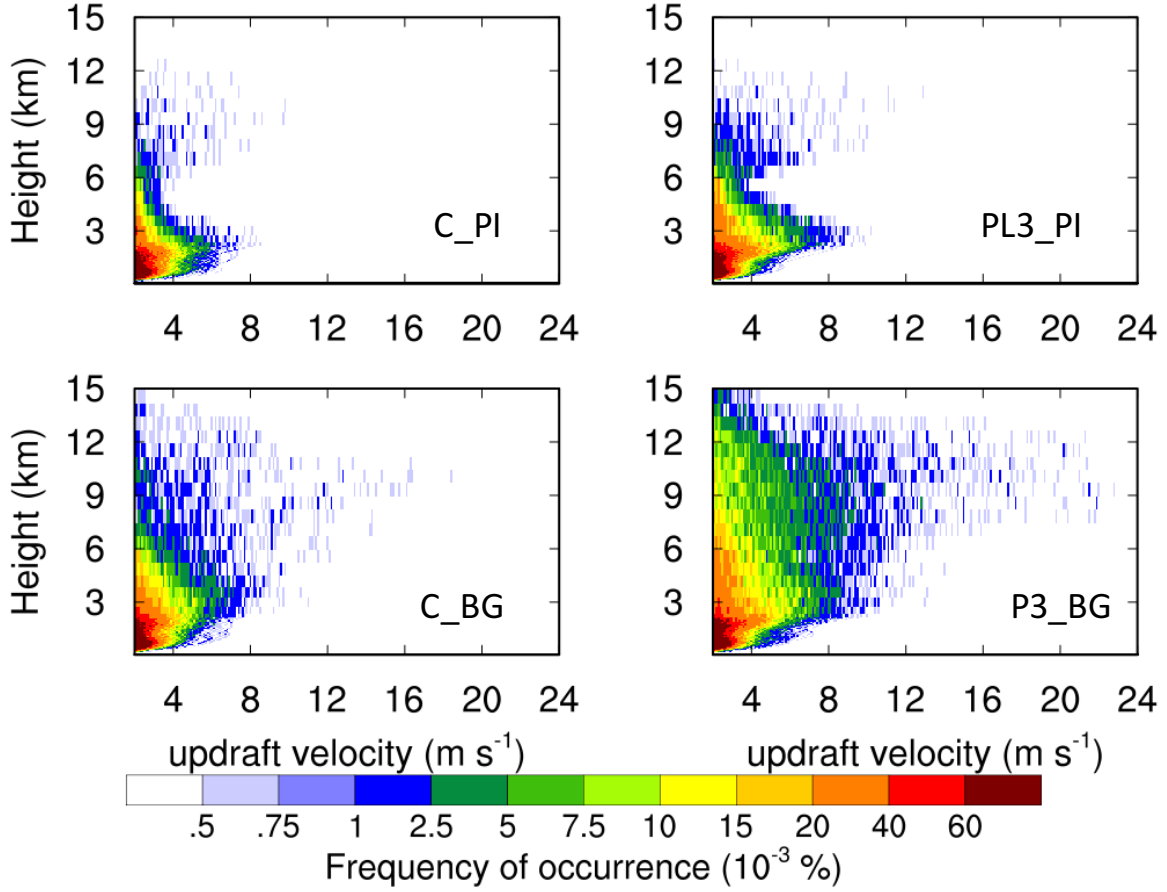 15
12
9
6
3
Height (km)
C_PI
4 8 12 16 20 24
15
12
9
6
3
PL3_PI
4 8 12 16 20 24
15
12
9
6
3
Height (km)
C_BG
4 8 12 16 20 24
updraft velocity (m s-1)
15
12
9
6
3
P3_BG
4 8 12 16 20 24
updraft velocity (m s-1)
.5 .75 1 2.5 5 7.5 10 15 20 40 60
Frequency of occurrence (10-3 %)